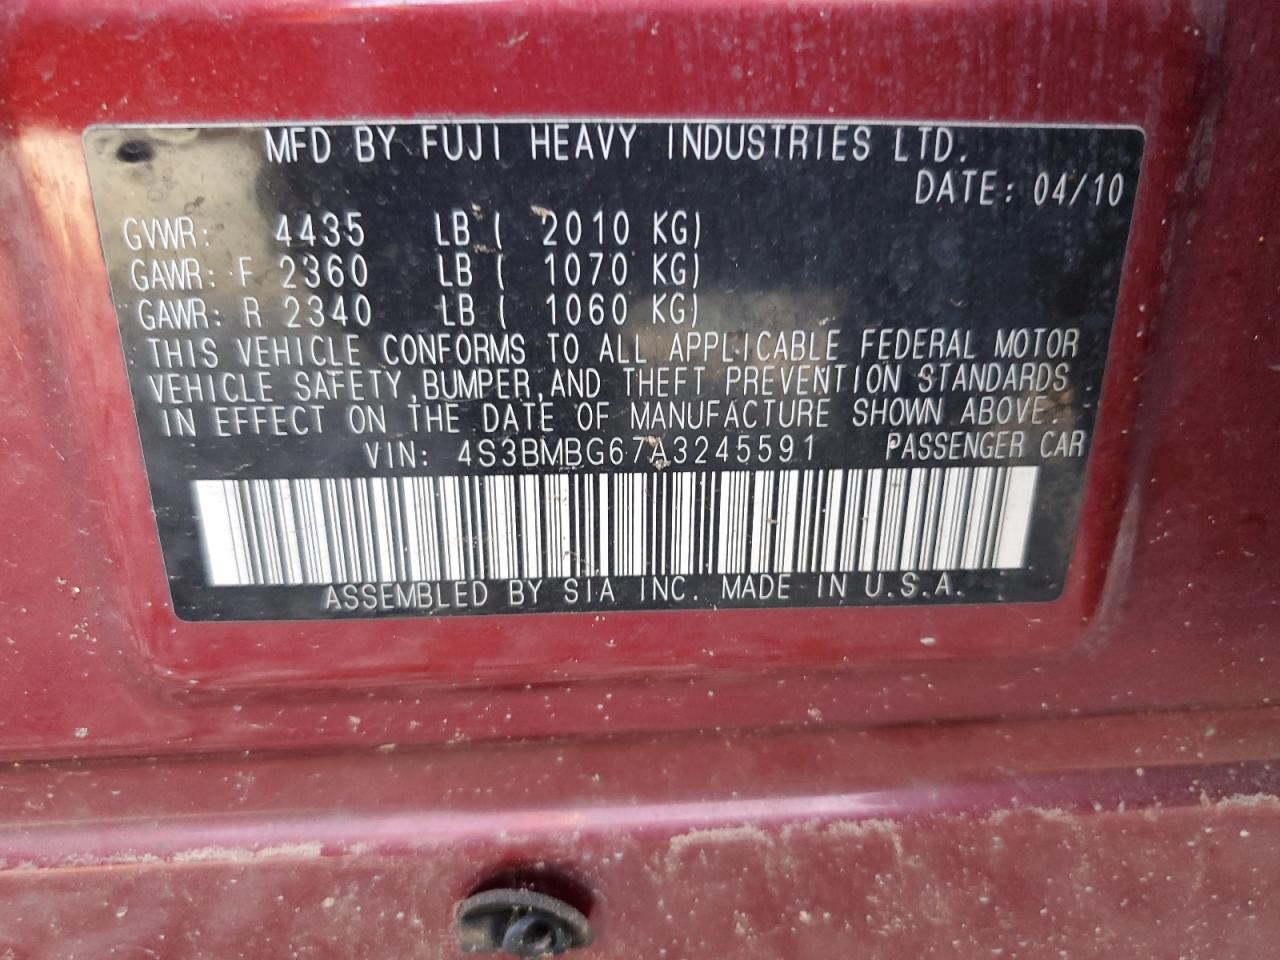 MFD BY FUJI HEAVY INDUSTRIES LTD.
DATE: 04/10
GVWR: 4435 LB ( 2010 KG)
GAWR: F 2360 LB ( 1070 KG)
GAWR: R 2340 LB ( 1060 KG)
THIS VEHICLE CONFORMS TO ALL APPLICABLE FEDERAL MOTOR
VEHICLE SAFETY,BUMPER,AND THEFT PREVENTION STANDARDS
IN EFFECT ON THE DATE OF MANUFACTURE SHOWN ABOVE.
VIN: 4S3BMBG67A3245591 PASSENGER CAR
ASSEMBLED BY SIA INC. MADE IN U.S.A.